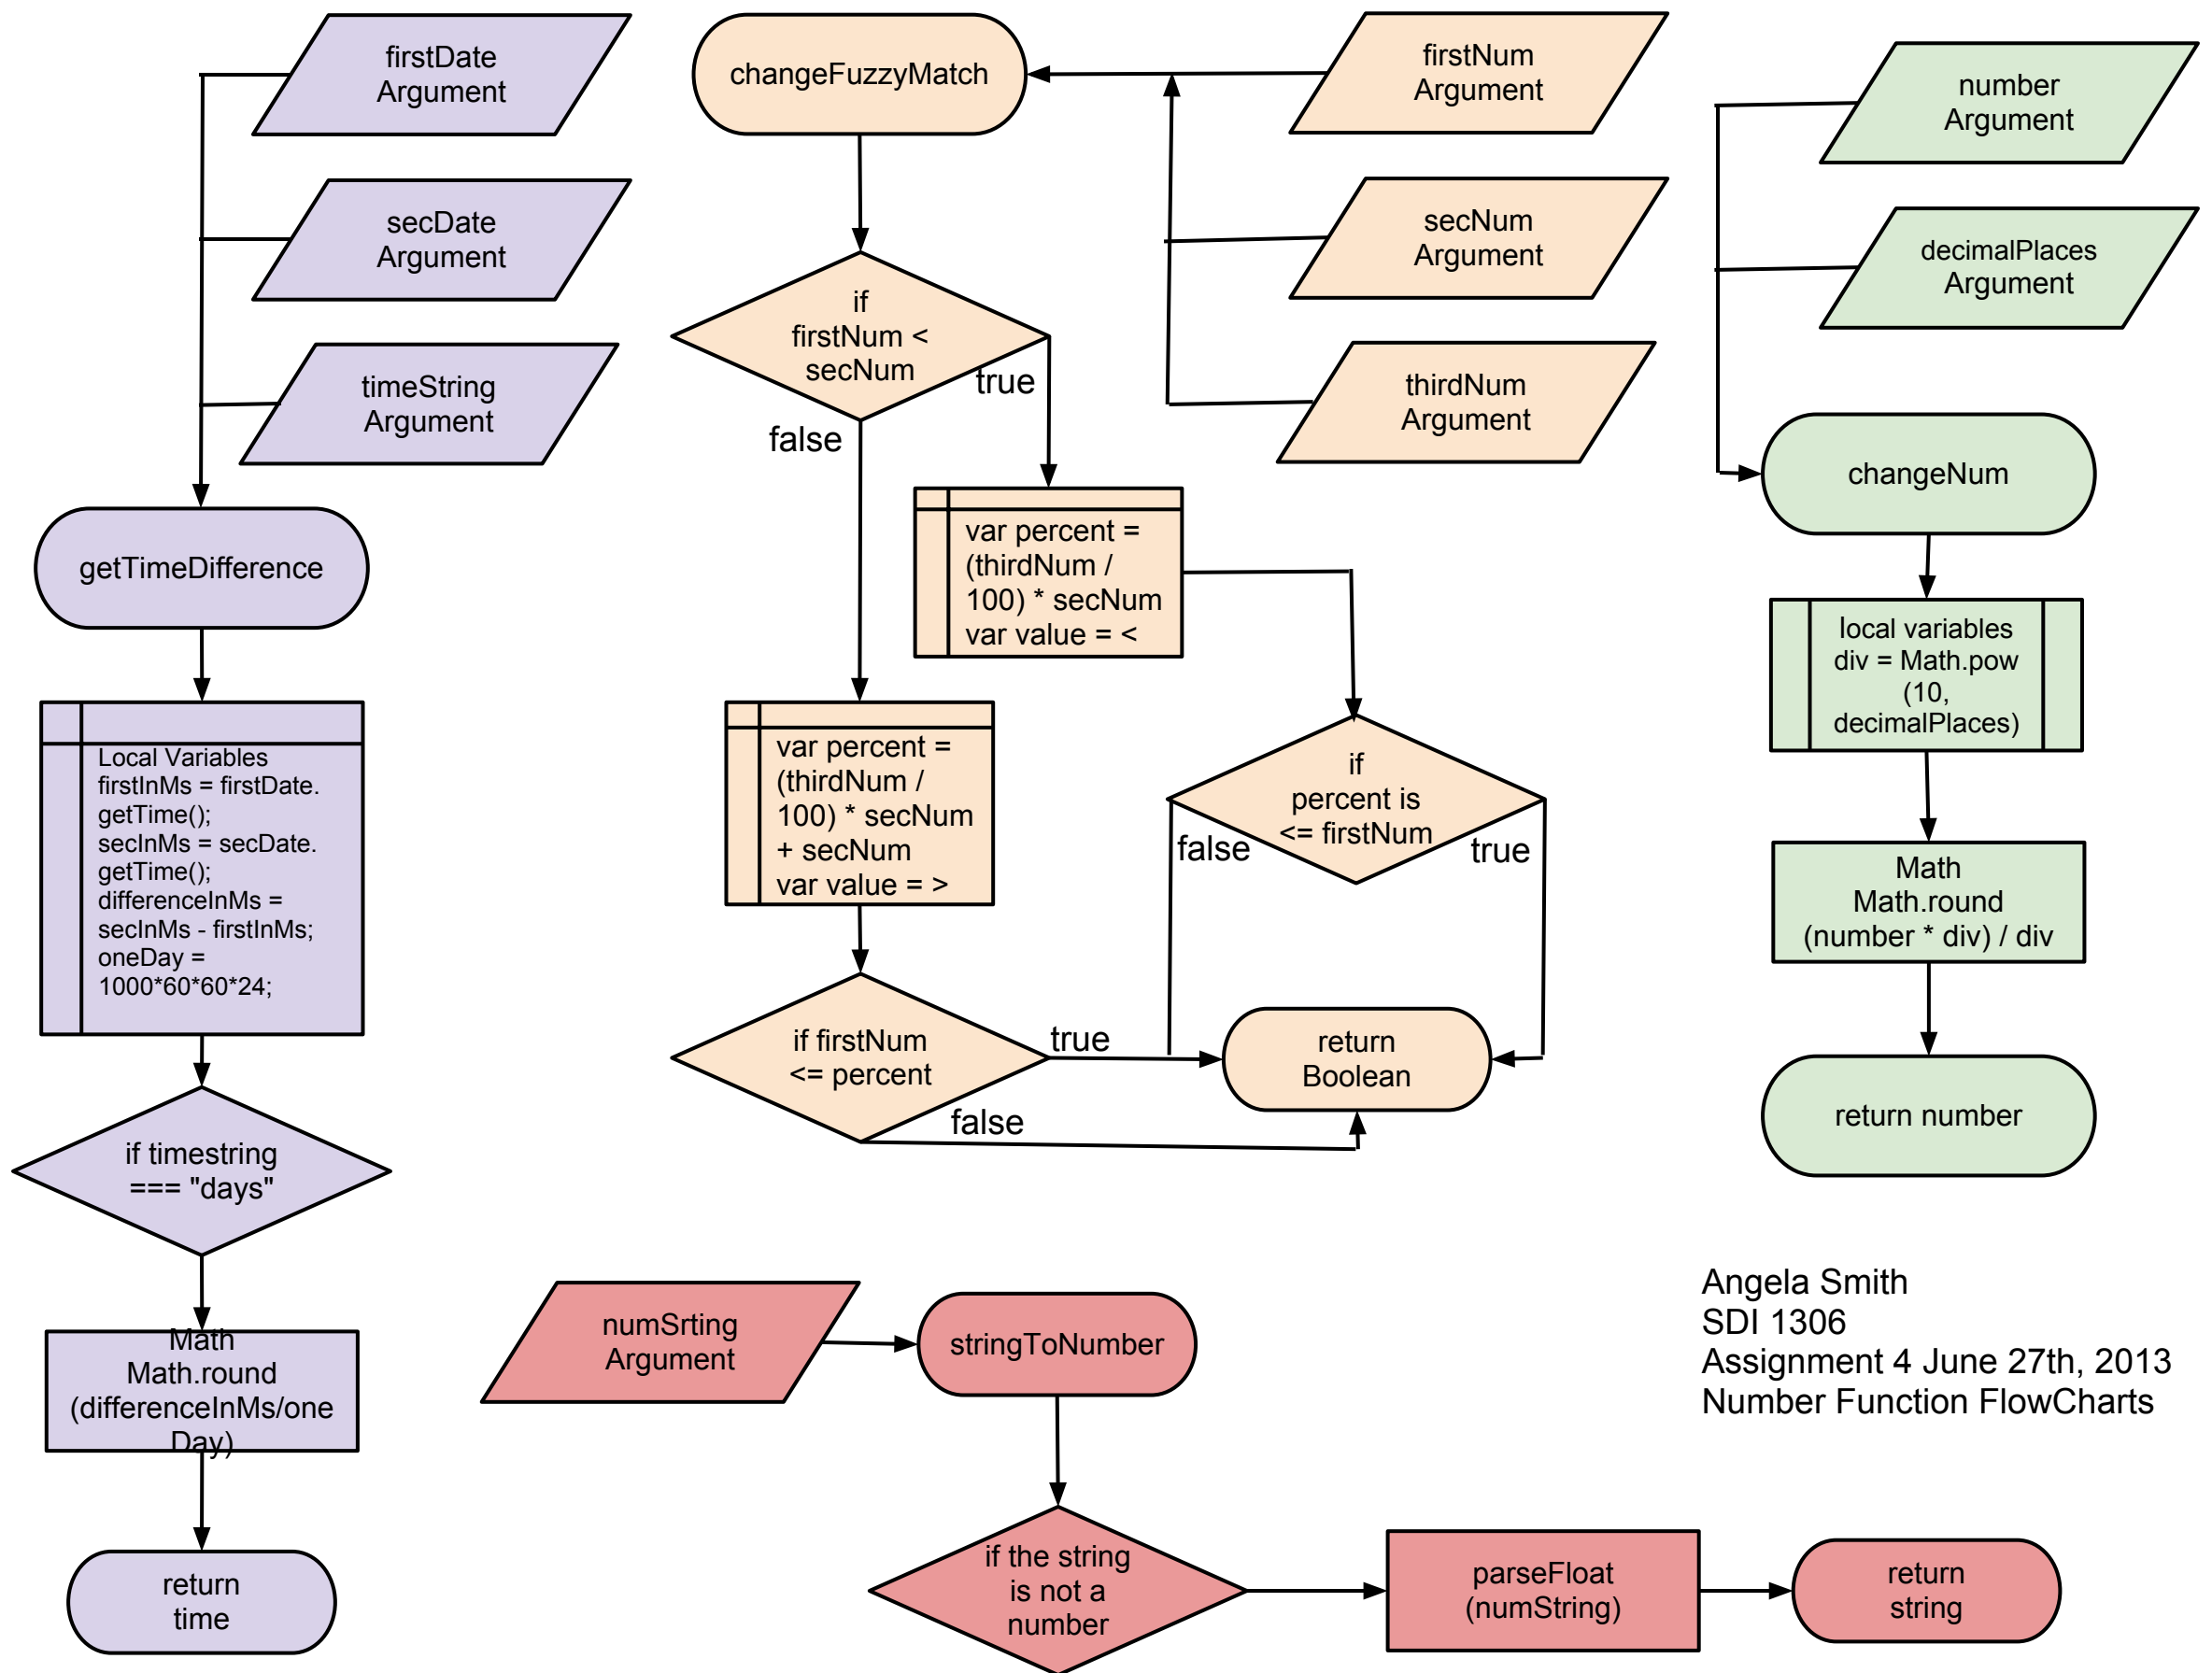 firstDate
Argument
secDate
Argument
timeString
Argument
getTimeDifference
Local Variables
firstInMs = firstDate.
getTime();
secInMs = secDate.
getTime();
differenceInMs =
secInMs - firstInMs;
oneDay =
1000*60*60*24;
if timestring
=== "days"
Math
Math.round
(differenceInMs/one
Day)
return
time
changeFuzzyMatch
firstNum
Argument
secNum
Argument
thirdNum
Argument
if
firstNum <
secNum
true
false
var percent =
(thirdNum /
100) * secNum
var value = <
var percent =
(thirdNum /
100) * secNum
+ secNum
var value = >
if
percent is
<= firstNum
false
true
if firstNum
<= percent
true
false
return
Boolean
number
Argument
decimalPlaces
Argument
changeNum
local variables
div = Math.pow
(10,
decimalPlaces)
Math
Math.round
(number * div) / div
return number
numSrting
Argument
stringToNumber
if the string
is not a
number
parseFloat
(numString)
return
string
Angela Smith
SDI 1306
Assignment 4 June 27th, 2013
Number Function FlowCharts